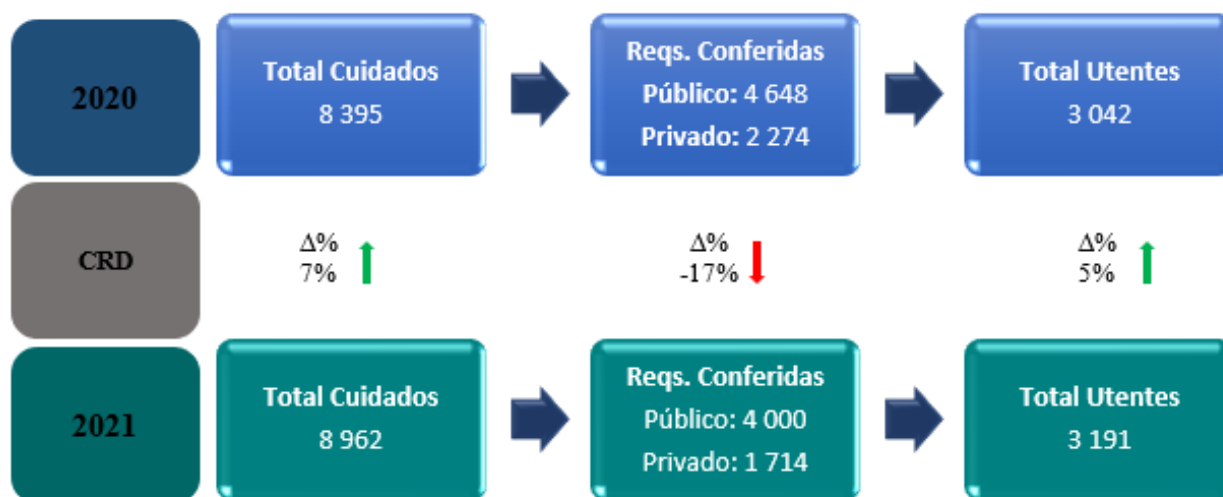 2020
Total Cuidados
8 395
Reqs. Conferidas
Público: 4 648
Privado: 2 274
Total Utentes
3 042
CRD
Δ%
7%
Δ%
-17%
Δ%
5%
2021
Total Cuidados
8 962
Reqs. Conferidas
Público: 4 000
Privado: 1 714
Total Utentes
3 191